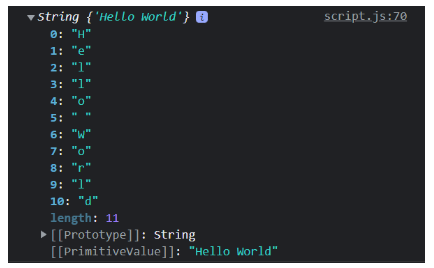 String {'Hello World'} i script.js:70
0: "H"
1: "e"
2: "l"
3: "l"
4: "o"
5: " "
6: "W"
7: "o"
8: "r"
9: "l"
10: "d"
length: 11
[[Prototype]]: String
[[PrimitiveValue]]: "Hello World"